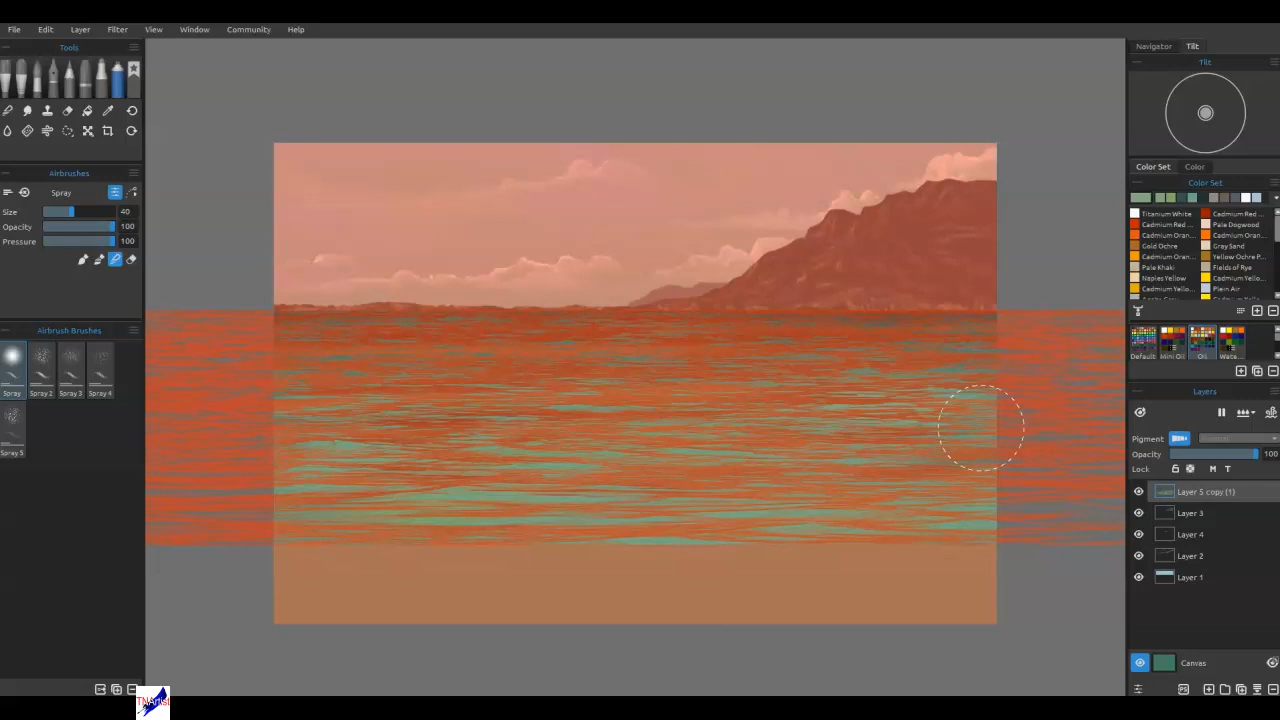 File Edit Layer Filter View Window Community Help
Tools
Airbrushes
Spray
Size 40
Opacity 100
Pressure 100
Airbrush Brushes
Spray Spray 2 Spray 3 Spray 4
Spray 5
TNArtist
Navigator Tilt
Tilt
Color Set Color
Color Set
Titanium White Cadmium Red ...
Cadmium Red ... Pale Dogwood
Cadmium Oran... Cadmium Oran...
Gold Ochre Gray Sand
Cadmium Oran... Yellow Ochre P...
Pale Khaki Fields of Rye
Naples Yellow Cadmium Yello...
Cadmium Yello... Plein Air
Default Mini Oil Oil Wate...
Layers
Pigment
Opacity 100
Lock M T
Layer 5 copy (1)
Layer 3
Layer 4
Layer 2
Layer 1
Canvas
PS